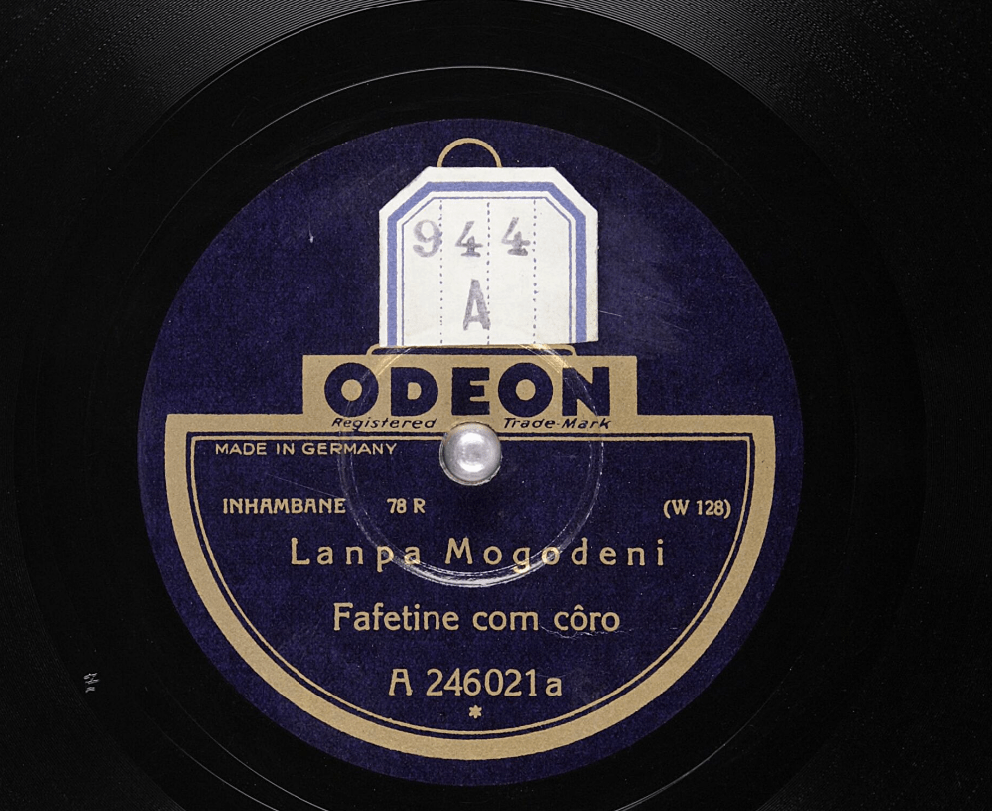 944
A
ODEON
Registered Trade-Mark
MADE IN GERMANY
INHAMBANE 78 R (W 128)
Lanpa Mogodeni
Fafetine com côro
A 246021a
*